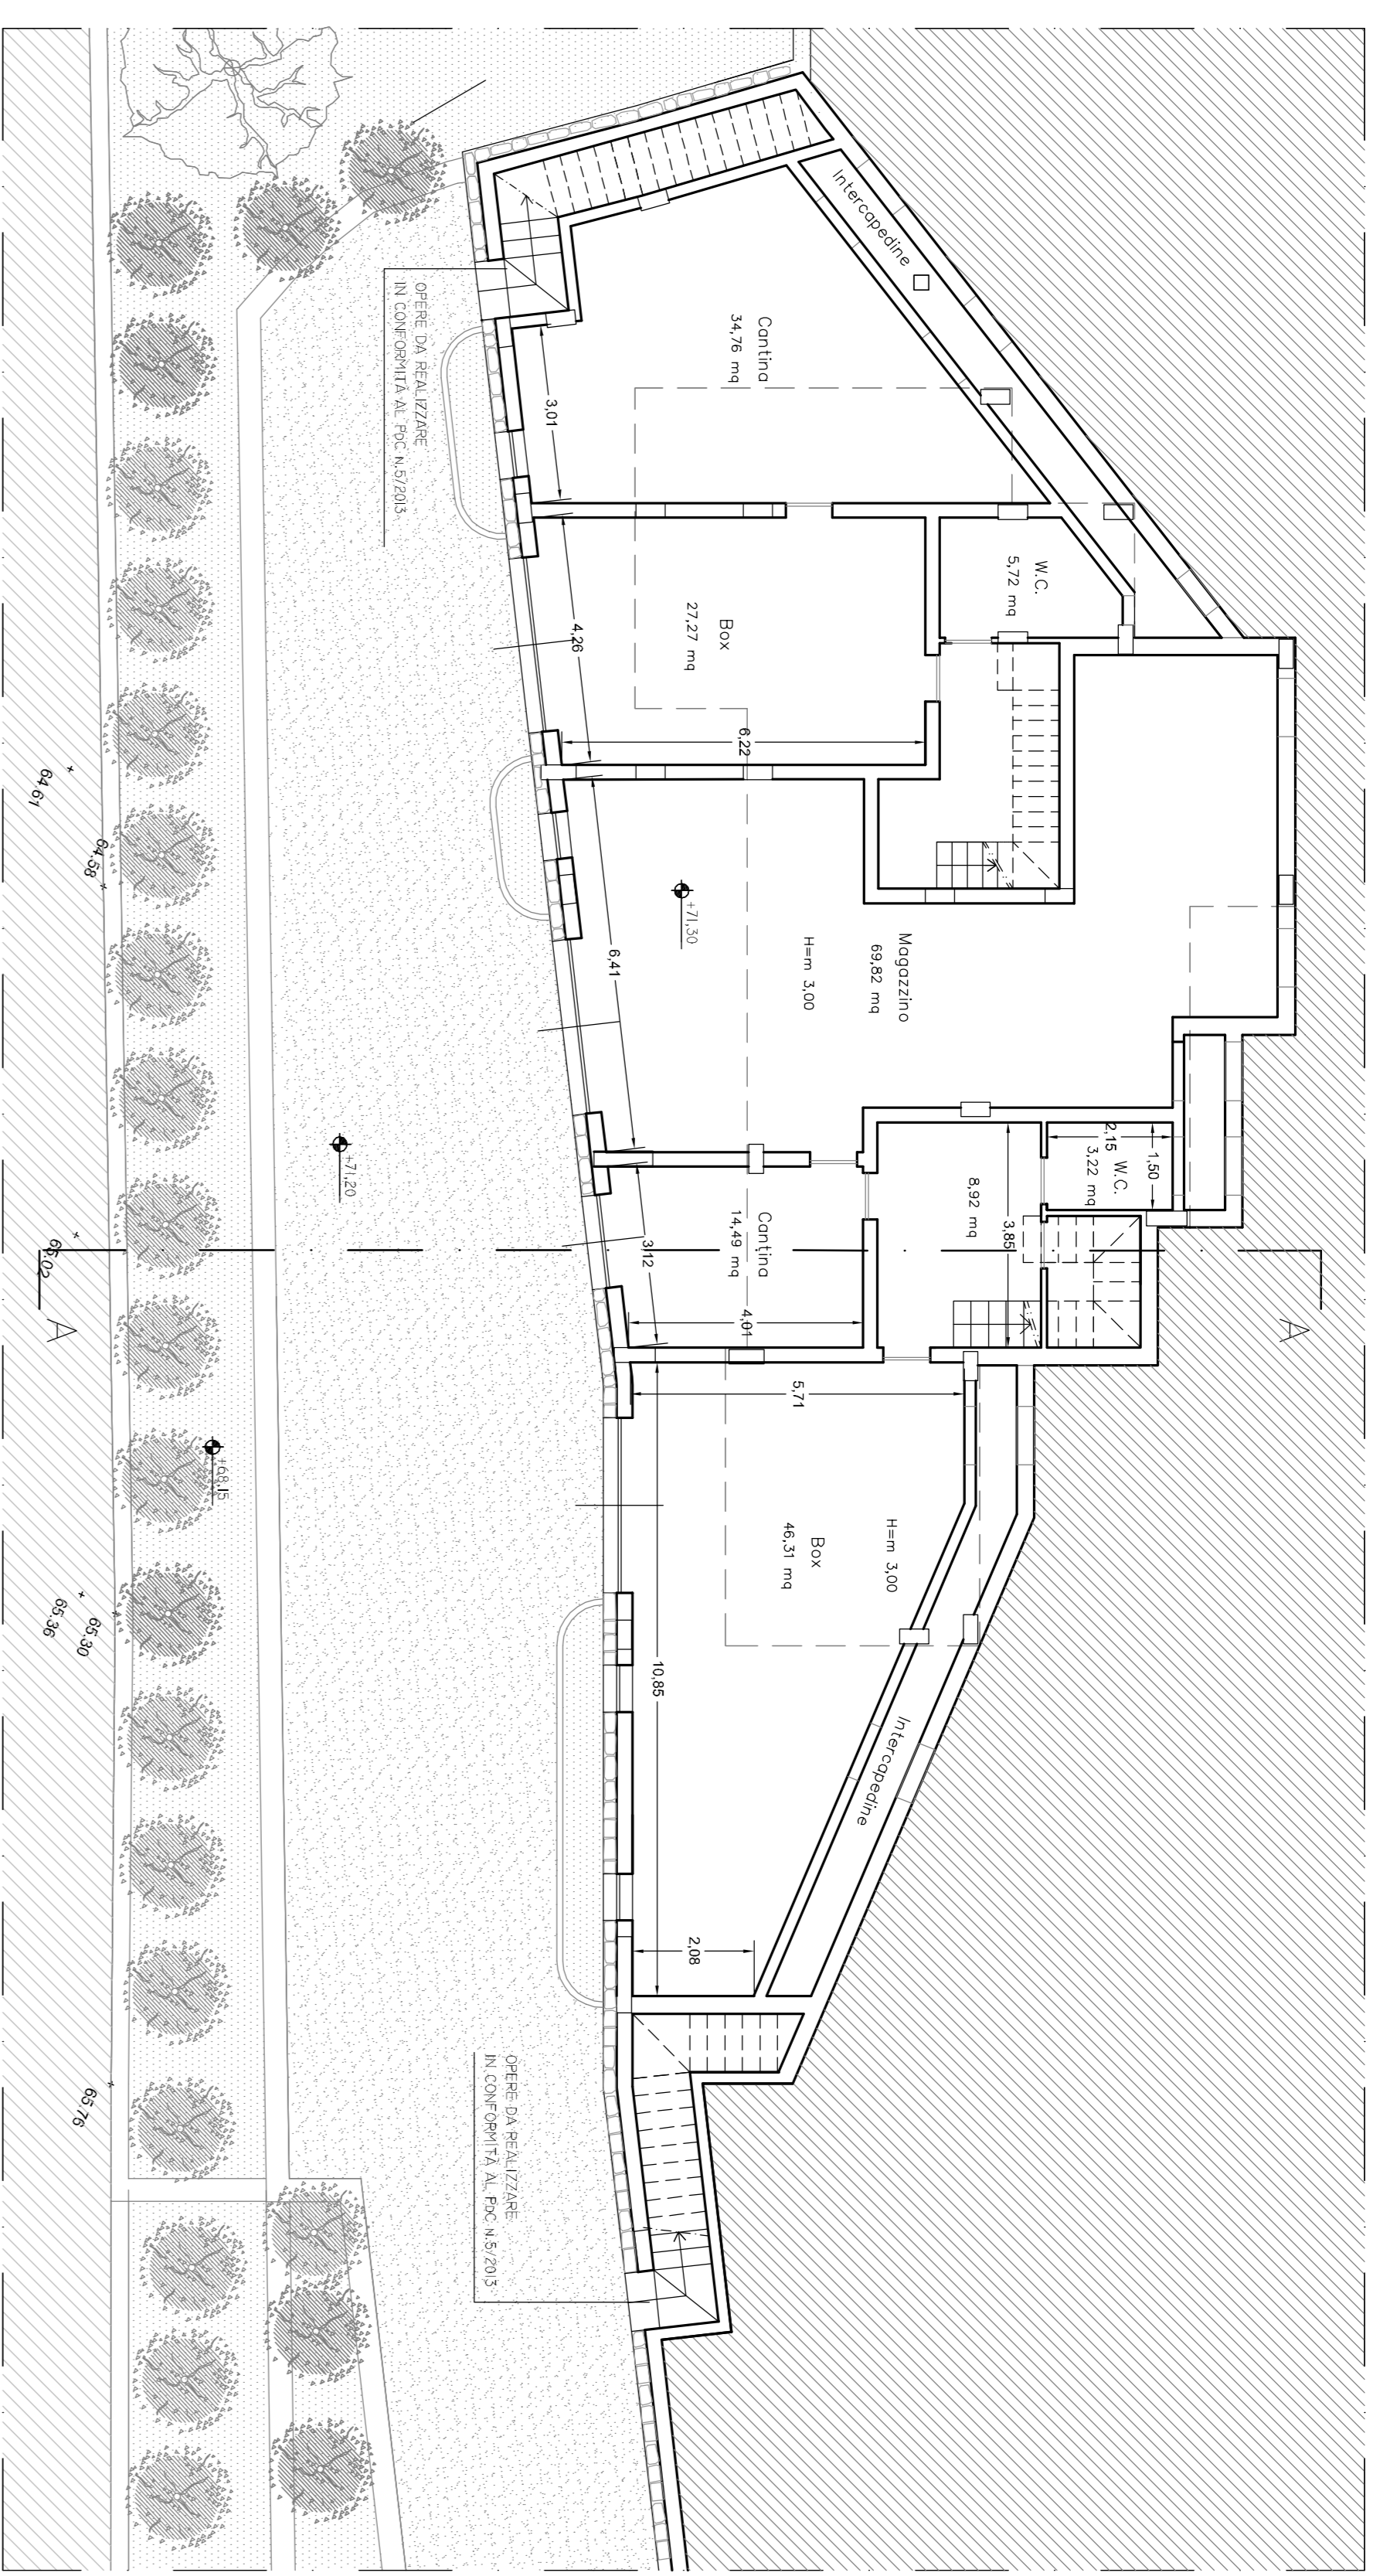 Intercapedine
Cantina
34,76 mq
3,01
OPERE DA REALIZZARE
IN CONFORMITÀ AL PDC N.5/2013
W.C.
5,72 mq
Box
27,27 mq
4,26
6,22
+71,30
Magazzino
69,82 mq
H=m 3,00
6,41
64.61
64.58
+71,20
2,15
1,50
W.C.
3,22 mq
8,92 mq
3,85
Cantina
14,49 mq
3,12
4,01
65.02
A
A
5,71
+68,15
H=m 3,00
Box
46,31 mq
10,85
65.30
65.36
Intercapedine
2,08
OPERE DA REALIZZARE
IN CONFORMITÀ AL PDC N.5/2013
65.76